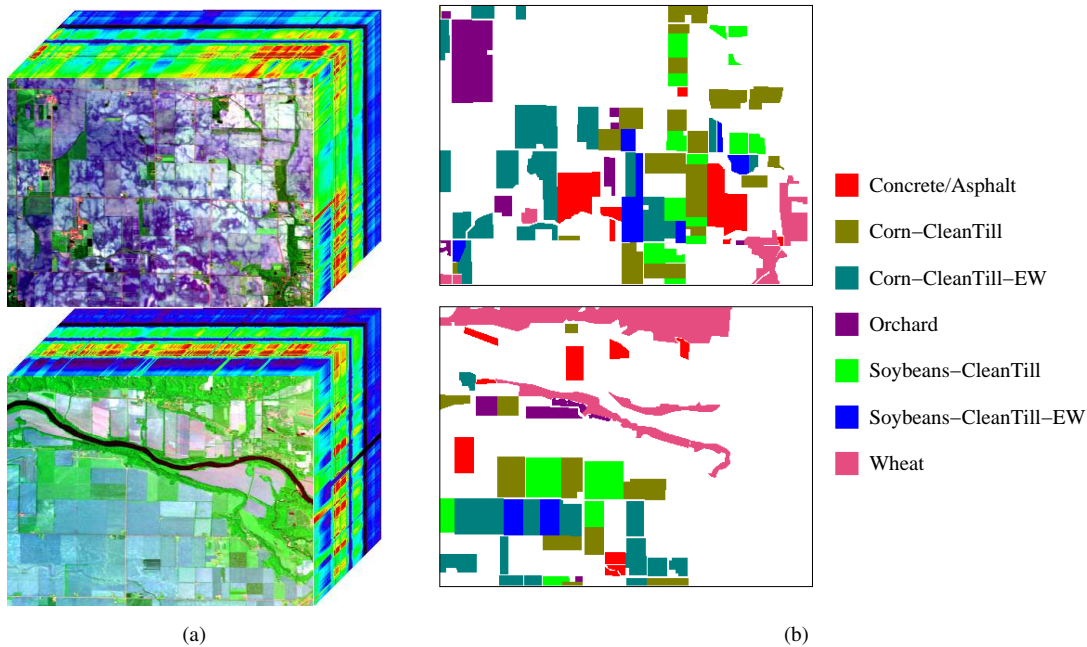 Concrete/Asphalt
Corn−CleanTill
Corn−CleanTill−EW
Orchard
Soybeans−CleanTill
Soybeans−CleanTill−EW
Wheat
(a)
(b)